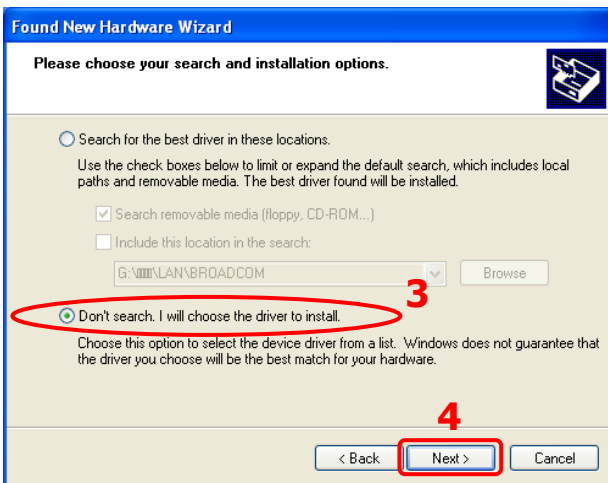 Found New Hardware Wizard
Please choose your search and installation options.
Search for the best driver in these locations.
Use the check boxes below to limit or expand the default search, which includes local
paths and removable media. The best driver found will be installed.
Search removable media (floppy, CD-ROM...)
Include this location in the search:
G:\ \LAN\BROADCOM
Browse
3
Don't search. I will choose the driver to install.
Choose this option to select the device driver from a list. Windows does not guarantee that
the driver you choose will be the best match for your hardware.
4
< Back Next > Cancel